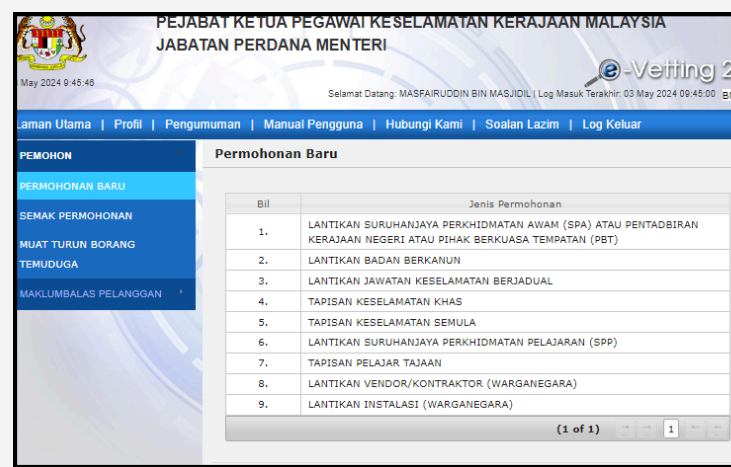 PEJABAT KETUA PEGAWAI KESELAMATAN KERAJAAN MALAYSIA
JABATAN PERDANA MENTERI
e-Vetting 2
May 2024 9:45:46
Selamat Datang: MASFAIRUDDIN BIN MASJIDIL | Log Masuk Terakhir: 03 May 2024 09:45:00
Laman Utama | Profil | Pengumuman | Manual Pengguna | Hubungi Kami | Soalan Lazim | Log Keluar
PEMOHON
PERMOHONAN BARU
SEMAK PERMOHONAN
MUAT TURUN BORANG
TEMUDUGA
MAKLUMBALAS PELANGGAN
Permohonan Baru
Bil Jenis Permohonan
1. LANTIKAN SURUHANJAYA PERKHIDMATAN AWAM (SPA) ATAU PENTADBIRAN
KERAJAAN NEGERI ATAU PIHAK BERKUASA TEMPATAN (PBT)
2. LANTIKAN BADAN BERKANUN
3. LANTIKAN JAWATAN KESELAMATAN BERJADUAL
4. TAPISAN KESELAMATAN KHAS
5. TAPISAN KESELAMATAN SEMULA
6. LANTIKAN SURUHANJAYA PERKHIDMATAN PELAJARAN (SPP)
7. TAPISAN PELAJAR TAJAAN
8. LANTIKAN VENDOR/KONTRAKTOR (WARGANEGARA)
9. LANTIKAN INSTALASI (WARGANEGARA)
(1 of 1) 1